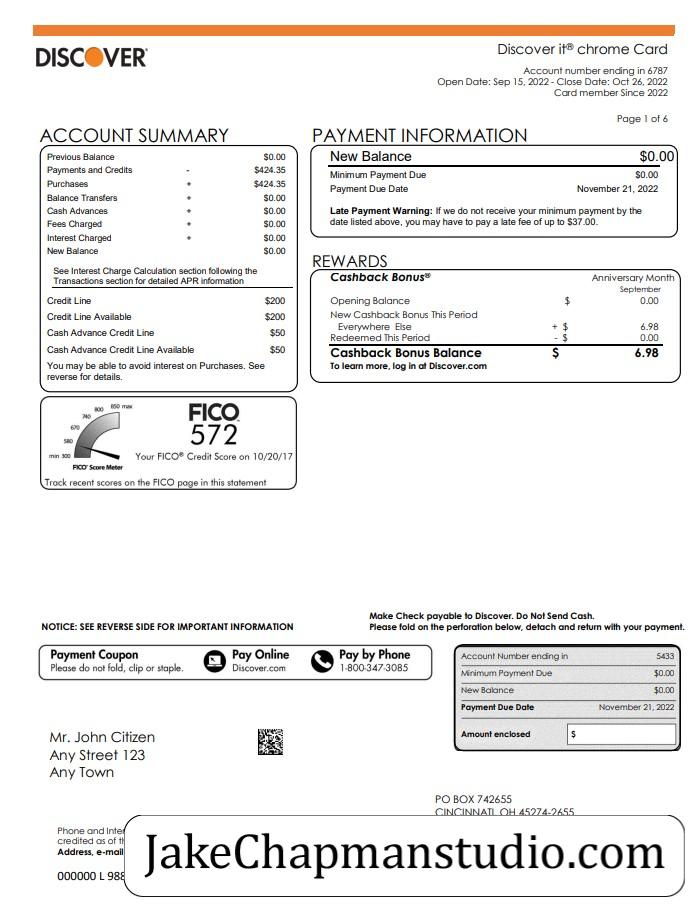 DISCOVER
Discover it® chrome Card
Account number ending in 6787
Open Date: Sep 15, 2022 - Close Date: Oct 26, 2022
Card member Since 2022
Page 1 of 6
ACCOUNT SUMMARY
Previous Balance $0.00
Payments and Credits - $424.35
Purchases + $424.35
Balance Transfers + $0.00
Cash Advances + $0.00
Fees Charged + $0.00
Interest Charged + $0.00
New Balance $0.00
See Interest Charge Calculation section following the
Transactions section for detailed APR information
Credit Line $200
Credit Line Available $200
Cash Advance Credit Line $50
Cash Advance Credit Line Available $50
You may be able to avoid interest on Purchases. See
reverse for details.
PAYMENT INFORMATION
New Balance $0.00
Minimum Payment Due $0.00
Payment Due Date November 21, 2022
Late Payment Warning: If we do not receive your minimum payment by the
date listed above, you may have to pay a late fee of up to $37.00.
REWARDS
Cashback Bonus® Anniversary Month
September
Opening Balance $ 0.00
New Cashback Bonus This Period
Everywhere Else + $ 6.98
Redeemed This Period - $ 0.00
Cashback Bonus Balance $ 6.98
To learn more, log in at Discover.com
min 300 580 670 740 800 850 max
FICO® Score Meter
FICO
572
Your FICO® Credit Score on 10/20/17
Track recent scores on the FICO page in this statement
NOTICE: SEE REVERSE SIDE FOR IMPORTANT INFORMATION
Make Check payable to Discover. Do Not Send Cash.
Please fold on the perforation below, detach and return with your payment.
Payment Coupon
Please do not fold, clip or staple.
Pay Online
Discover.com
Pay by Phone
1-800-347-3085
Account Number ending in 5433
Minimum Payment Due $0.00
New Balance $0.00
Payment Due Date November 21, 2022
Amount enclosed $
Mr. John Citizen
Any Street 123
Any Town
PO BOX 742655
CINCINNATI OH 45274-2655
Phone and Inter
credited as of th
Address, e-mail
000000 L 988
JakeChapmanstudio.com